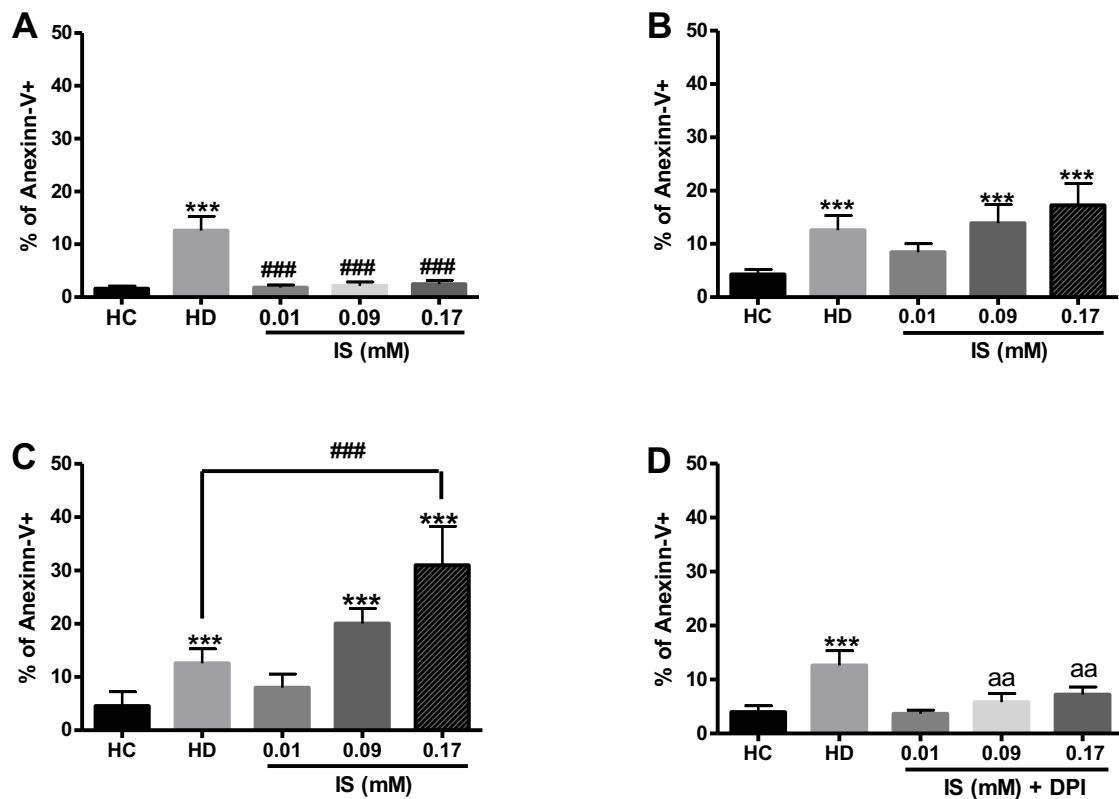 A
% of Anexinn-V+
50
40
30
20
10
0
***
###
###
###
HC
HD
0.01
0.09
0.17
IS (mM)
B
% of Anexinn-V+
50
40
30
20
10
0
***
***
***
HC
HD
0.01
0.09
0.17
IS (mM)
C
% of Anexinn-V+
50
40
30
20
10
0
###
***
***
***
HC
HD
0.01
0.09
0.17
IS (mM)
D
% of Anexinn-V+
50
40
30
20
10
0
***
aa
aa
HC
HD
0.01
0.09
0.17
IS (mM) + DPI